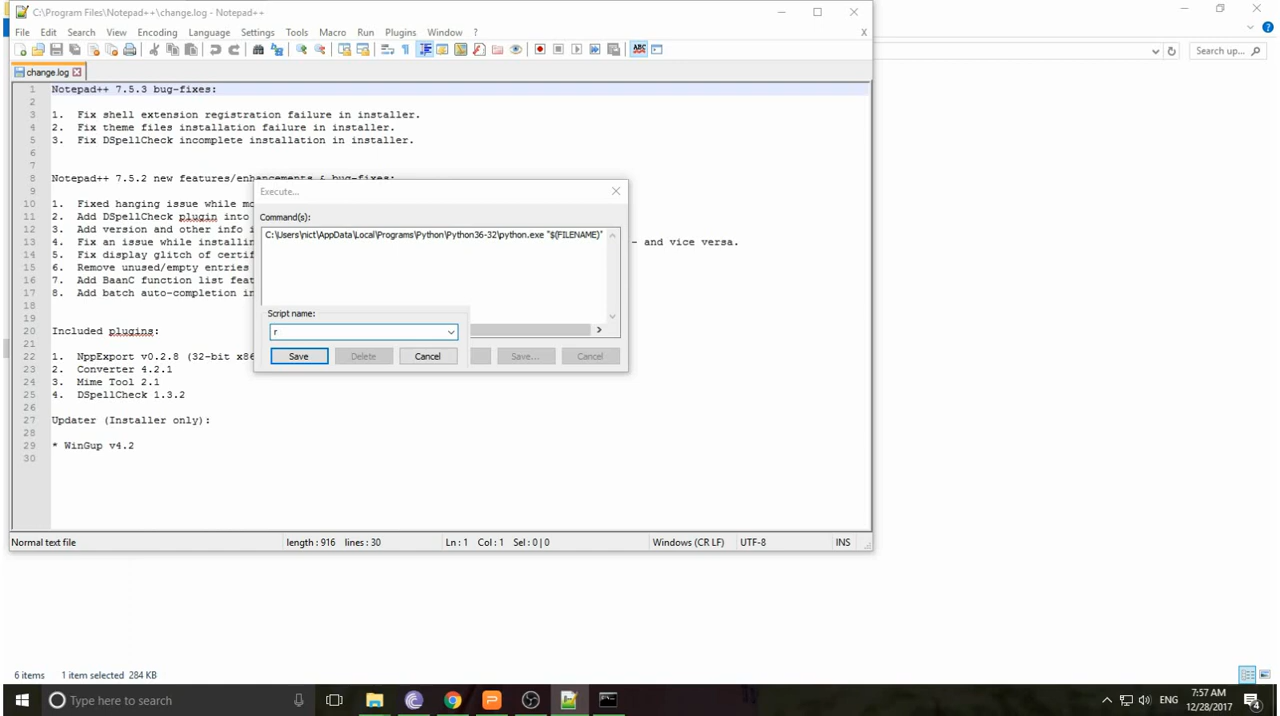 C:\Program Files\Notepad++\change.log - Notepad++
File Edit Search View Encoding Language Settings Tools Macro Run Plugins Window ? X
Search up...
change.log
1 Notepad++ 7.5.3 bug-fixes:
2
3 1. Fix shell extension registration failure in installer.
4 2. Fix theme files installation failure in installer.
5 3. Fix DSpellCheck incomplete installation in installer.
6
7
8 Notepad++ 7.5.2 new features/enhancements & bug-fixes:
9
10 1. Fixed hanging issue while mo
11 2. Add DSpellCheck plugin into
12 3. Add version and other info i
13 4. Fix an issue while installin - and vice versa.
14 5. Fix display glitch of certif
15 6. Remove unused/empty entries
16 7. Add BaanC function list feat
17 8. Add batch auto-completion in
18
19
20 Included plugins:
21
22 1. NppExport v0.2.8 (32-bit x86
23 2. Converter 4.2.1
24 3. Mime Tool 2.1
25 4. DSpellCheck 1.3.2
26
27 Updater (Installer only):
28
29 * WinGup v4.2
30
Execute...
Command(s):
C:\Users\nict\AppData\Local\Programs\Python\Python36-32\python.exe "$(FILENAME)"
Script name:
r
Save Delete Cancel Save... Cancel
Normal text file length : 916 lines : 30 Ln : 1 Col : 1 Sel : 0 | 0 Windows (CR LF) UTF-8 INS
6 items 1 item selected 284 KB
Type here to search
ENG
7:57 AM
12/28/2017
4